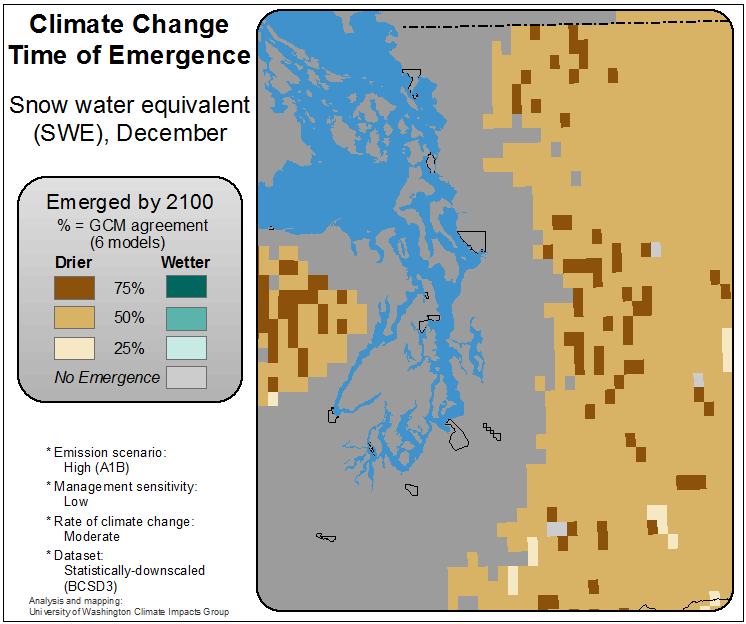 Climate Change
Time of Emergence
Snow water equivalent
(SWE), December
Emerged by 2100
% = GCM agreement
(6 models)
Drier Wetter
75%
50%
25%
No Emergence
* Emission scenario:
High (A1B)
* Management sensitivity:
Low
* Rate of climate change:
Moderate
* Dataset:
Statistically-downscaled
(BCSD3)
Analysis and mapping:
University of Washington Climate Impacts Group